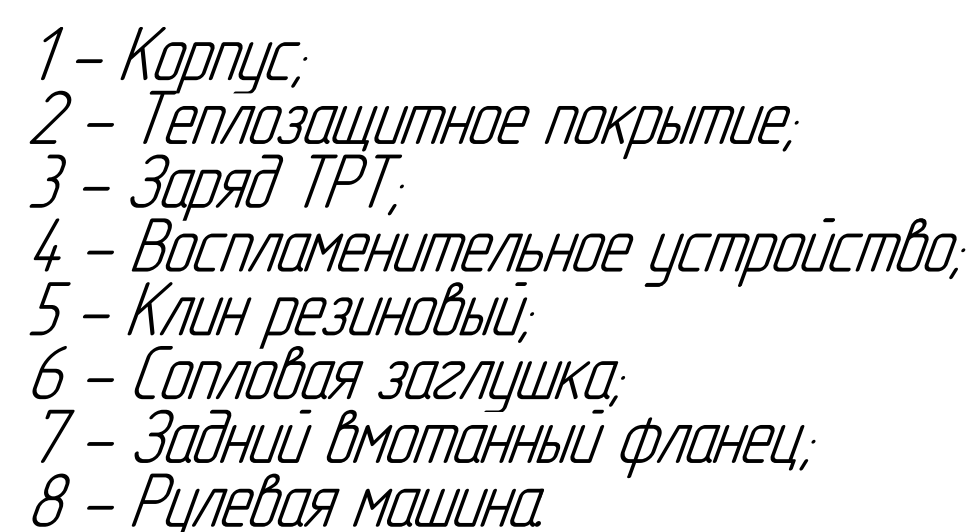 1 – Корпус;
2 – Теплозащитное покрытие;
3 – Заряд ТРТ;
4 – Воспламенительное устройство;
5 – Клин резиновый;
6 – Сопловая заглушка;
7 – Задний вмотанный фланец;
8 – Рулевая машина.